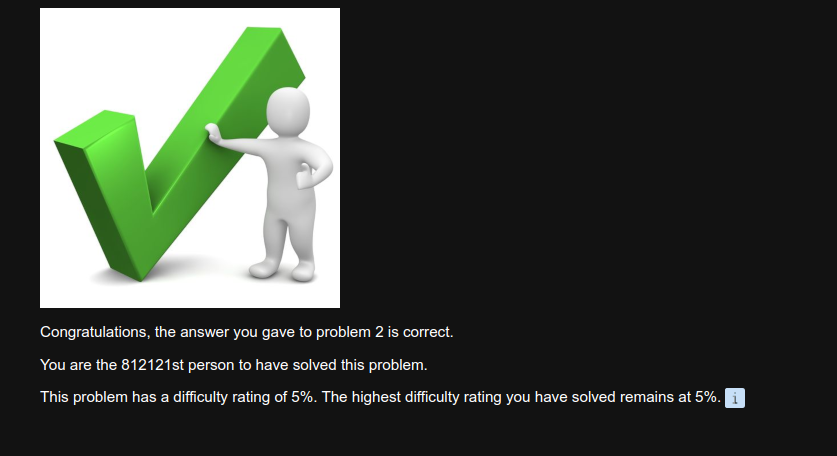 Congratulations, the answer you gave to problem 2 is correct.
You are the 812121st person to have solved this problem.
This problem has a difficulty rating of 5%. The highest difficulty rating you have solved remains at 5%. i